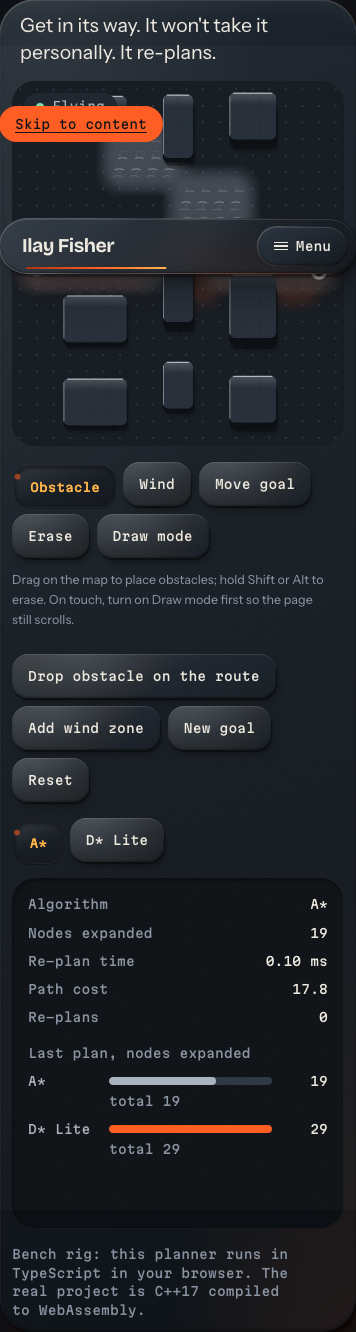 Get in its way. It won't take it
personally. It re-plans.
Flying
Skip to content
Ilay Fisher
Menu
Obstacle
Wind
Move goal
Erase
Draw mode
Drag on the map to place obstacles; hold Shift or Alt to
erase. On touch, turn on Draw mode first so the page
still scrolls.
Drop obstacle on the route
Add wind zone
New goal
Reset
A*
D* Lite
Algorithm A*
Nodes expanded 19
Re-plan time 0.10 ms
Path cost 17.8
Re-plans 0
Last plan, nodes expanded
A* 19
total 19
D* Lite 29
total 29
Bench rig: this planner runs in
TypeScript in your browser. The
real project is C++17 compiled
to WebAssembly.